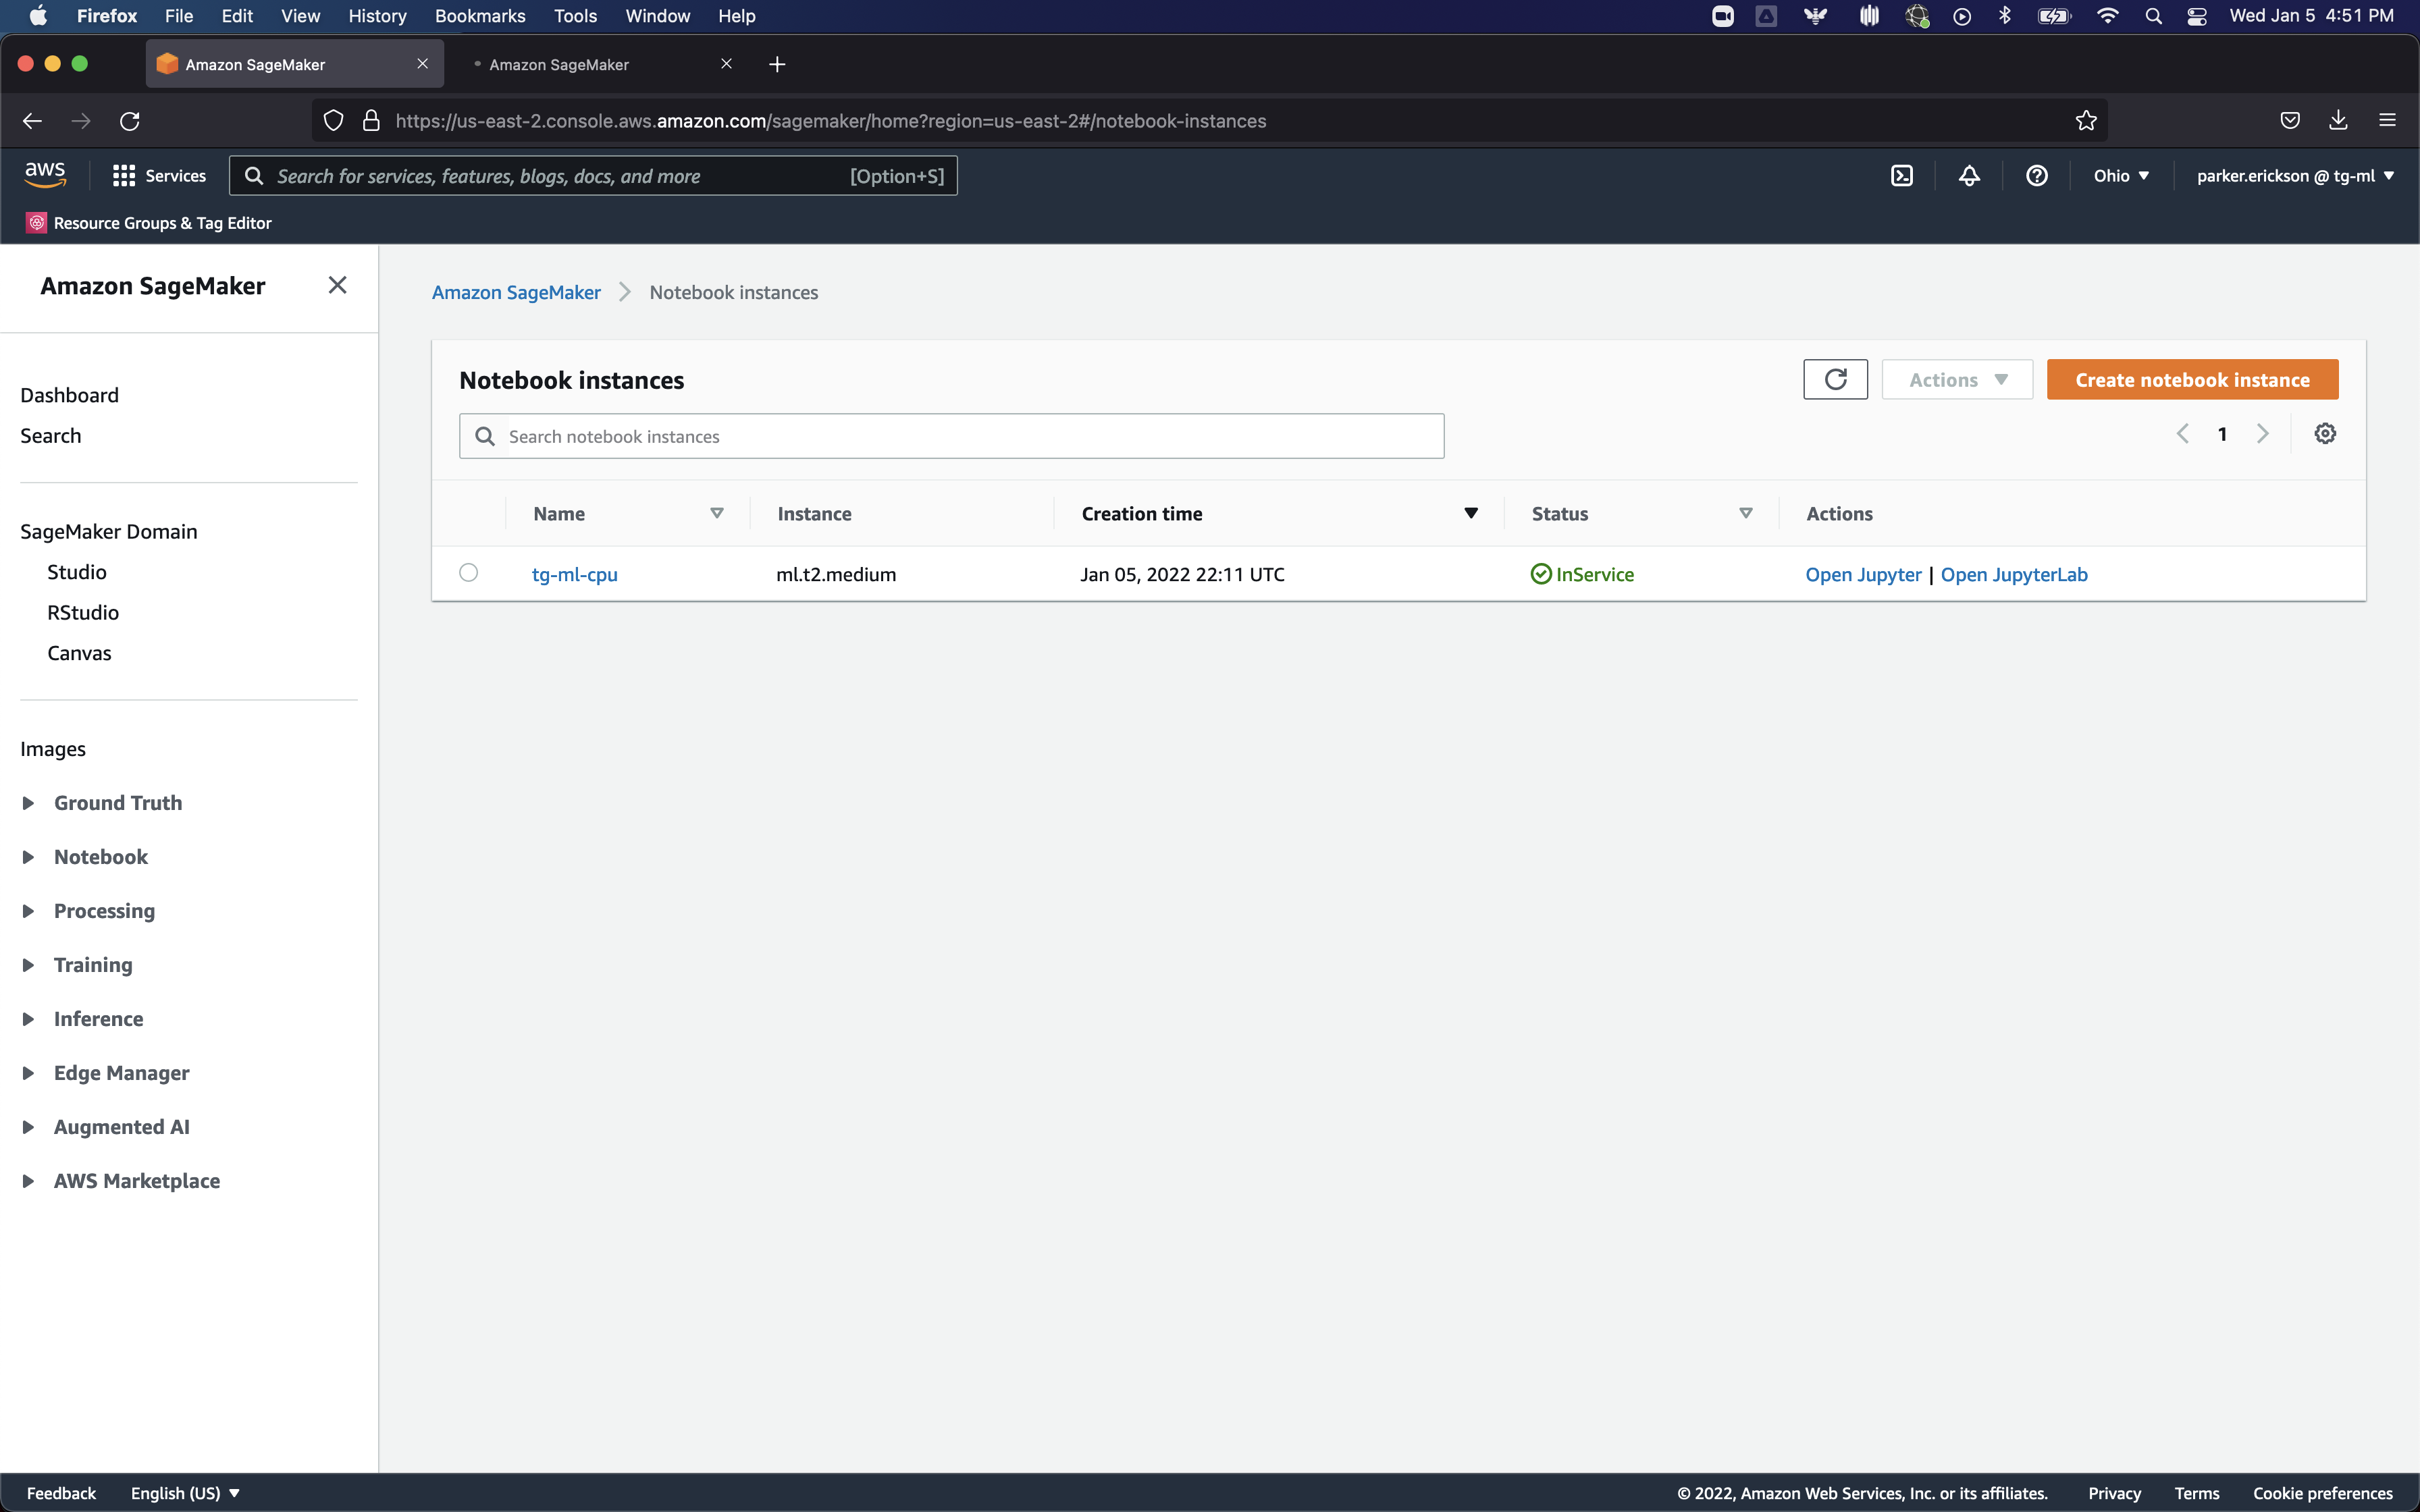 Firefox File Edit View History Bookmarks Tools Window Help Wed Jan 5 4:51 PM
Amazon SageMaker Amazon SageMaker
https://us-east-2.console.aws.amazon.com/sagemaker/home?region=us-east-2#/notebook-instances
aws Services Search for services, features, blogs, docs, and more [Option+S] Ohio parker.erickson @ tg-ml
Resource Groups & Tag Editor
Amazon SageMaker
Dashboard
Search
SageMaker Domain
Studio
RStudio
Canvas
Images
Ground Truth
Notebook
Processing
Training
Inference
Edge Manager
Augmented AI
AWS Marketplace
Amazon SageMaker Notebook instances
Notebook instances Actions Create notebook instance
Search notebook instances 1
Name Instance Creation time Status Actions
tg-ml-cpu ml.t2.medium Jan 05, 2022 22:11 UTC InService Open Jupyter | Open JupyterLab
Feedback English (US) © 2022, Amazon Web Services, Inc. or its affiliates. Privacy Terms Cookie preferences